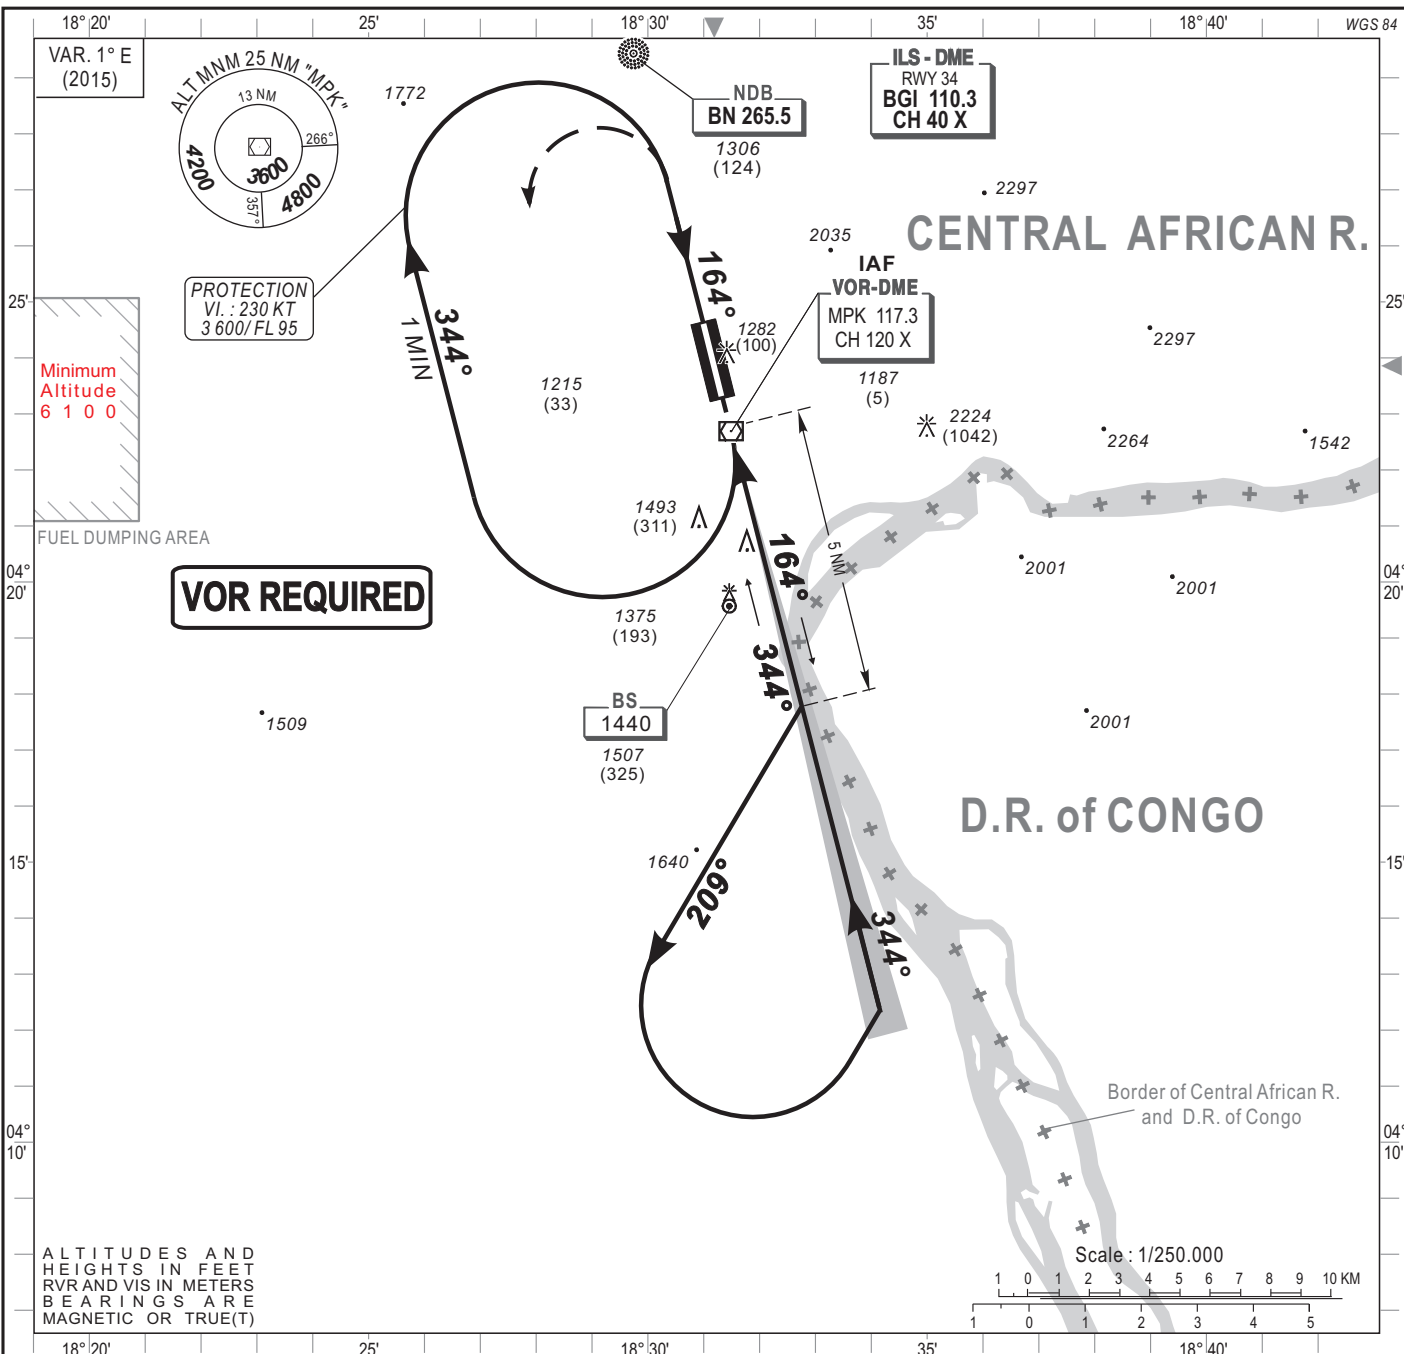 18° 20'
25'
18° 30'
35'
18° 40'
WGS 84
VAR. 1° E
(2015)
ALT MNM 25 NM "MPK"
13 NM
266°
4200
3600
4800
357°
1772
NDB
BN 265.5
1306
(124)
ILS - DME
RWY 34
BGI 110.3
CH 40 X
2297
CENTRAL AFRICAN R.
2035
IAF
VOR-DME
MPK 117.3
CH 120 X
1187
(5)
PROTECTION
VI. : 230 KT
3 600/ FL 95
344°
1 MIN
164°
1282
(100)
25'
25'
2297
Minimum
Altitude
6 1 0 0
FUEL DUMPING AREA
1215
(33)
2224
(1042)
2264
1542
1493
(311)
5 NM
164°
344°
VOR REQUIRED
04°
20'
04°
20'
2001
2001
1375
(193)
BS
1440
1507
(325)
1509
2001
D.R. of CONGO
1640
209°
344°
15'
15'
Border of Central African R.
and D.R. of Congo
04°
10'
04°
10'
ALTITUDES AND
HEIGHTS IN FEET
RVR AND VIS IN METERS
BEARINGS ARE
MAGNETIC OR TRUE(T)
Scale : 1/250.000
1 0 1 2 3 4 5 6 7 8 9 10 KM
1 0 1 2 3 4 5
18° 20'
25'
18° 30'
35'
18° 40'